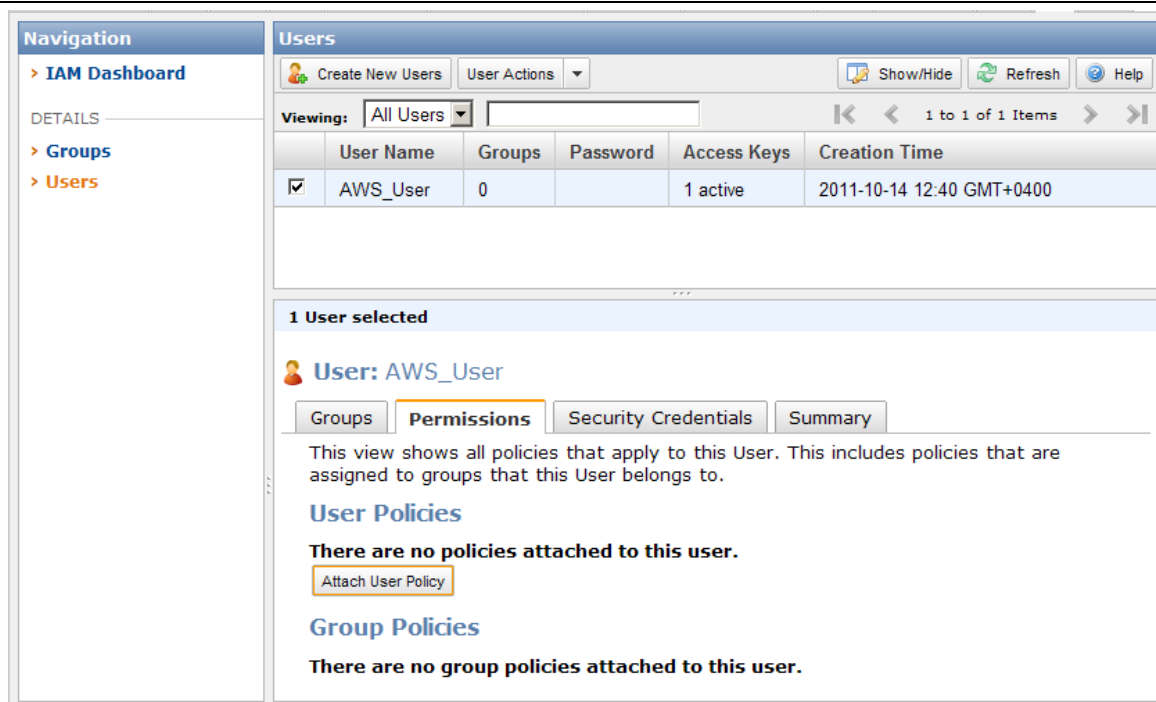 Navigation
> IAM Dashboard
DETAILS
> Groups
> Users
Users
Create New Users User Actions Show/Hide Refresh Help
Viewing: All Users 1 to 1 of 1 Items
User Name Groups Password Access Keys Creation Time
AWS_User 0 1 active 2011-10-14 12:40 GMT+0400
1 User selected
User: AWS_User
Groups Permissions Security Credentials Summary
This view shows all policies that apply to this User. This includes policies that are
assigned to groups that this User belongs to.
User Policies
There are no policies attached to this user.
Attach User Policy
Group Policies
There are no group policies attached to this user.